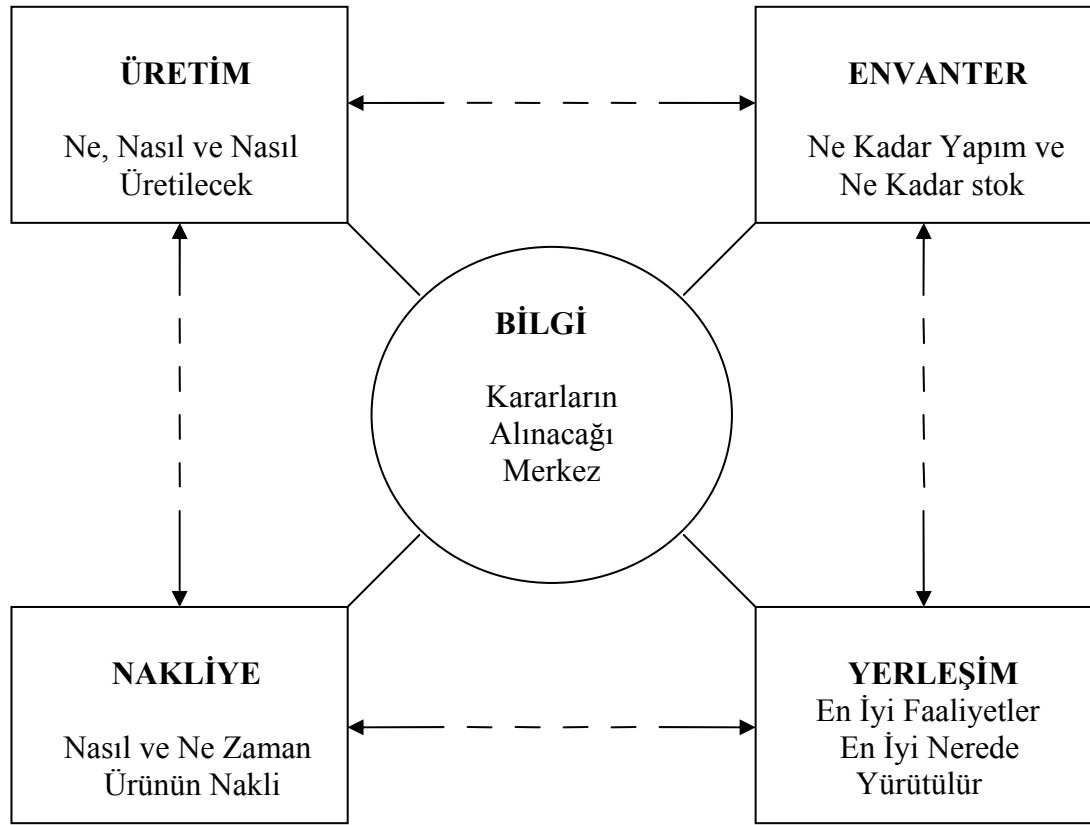 ÜRETİM
Ne, Nasıl ve Nasıl
Üretilecek
ENVANTER
Ne Kadar Yapım ve
Ne Kadar stok
BİLGİ
Kararların
Alınacağı
Merkez
NAKLİYE
Nasıl ve Ne Zaman
Ürünün Nakli
YERLEŞİM
En İyi Faaliyetler
En İyi Nerede
Yürütülür